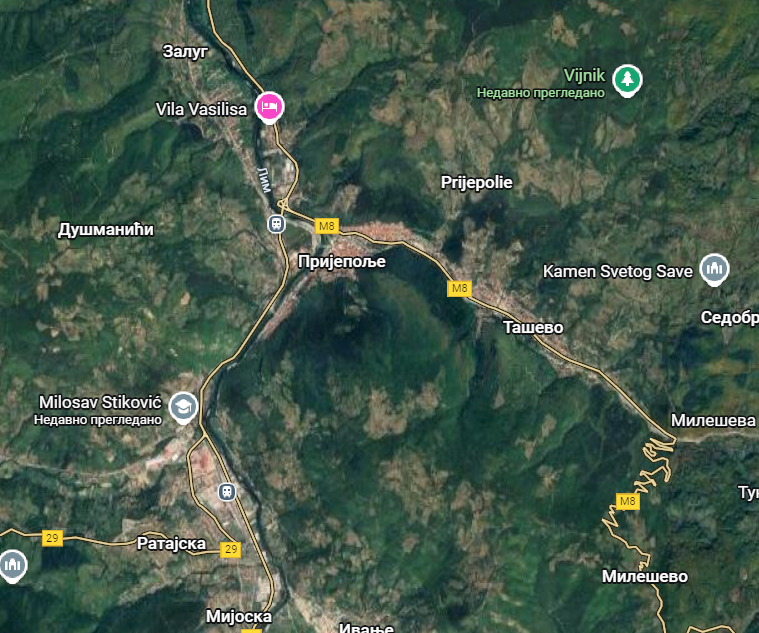 Залуг
Vijnik
Недавно прегледано
Vila Vasilisa
Лим
Prijepolie
M8
Душманићи
Пријепоље
Kamen Svetog Save
M8
Седобр
Ташево
Milosav Stiković
Недавно прегледано
Милешева
M8
29
Ратајска
29
Милешево
Мијоска
Ивање